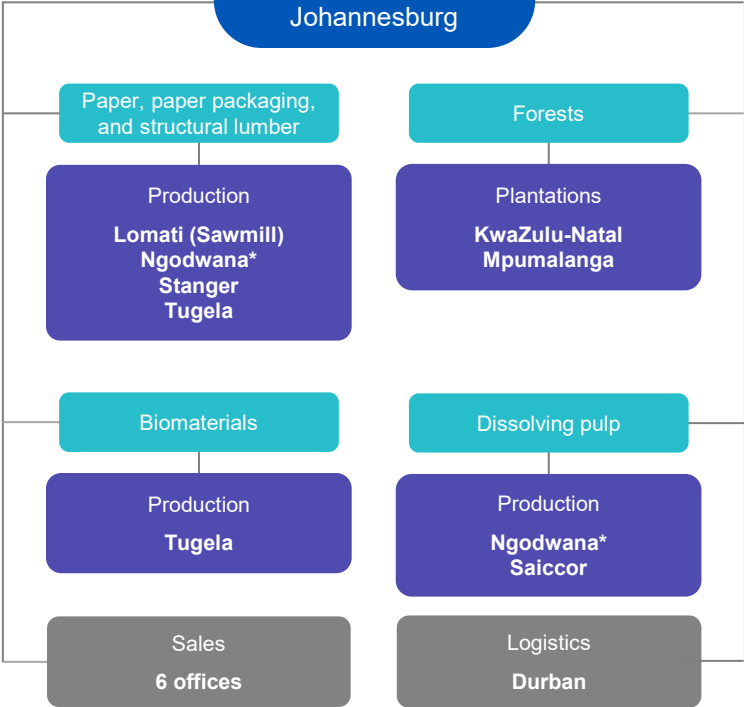 Johannesburg
Paper, paper packaging,
and structural lumber
Production
Lomati (Sawmill)
Ngodwana*
Stanger
Tugela
Forests
Plantations
KwaZulu-Natal
Mpumalanga
Biomaterials
Production
Tugela
Dissolving pulp
Production
Ngodwana*
Saiccor
Sales
6 offices
Logistics
Durban